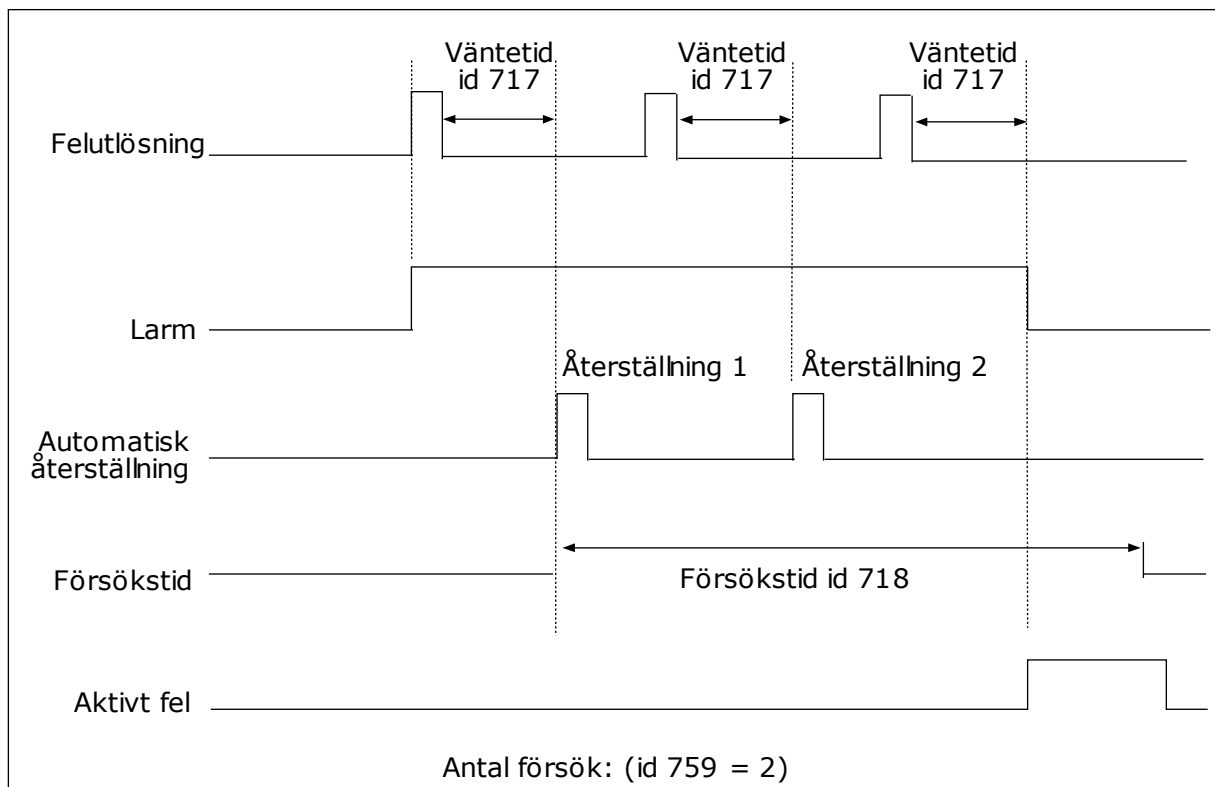 Väntetid
id 717
Väntetid
id 717
Väntetid
id 717
Felutlösning
Larm
Återställning 1
Återställning 2
Automatisk
återställning
Försökstid
Försökstid id 718
Aktivt fel
Antal försök: (id 759 = 2)